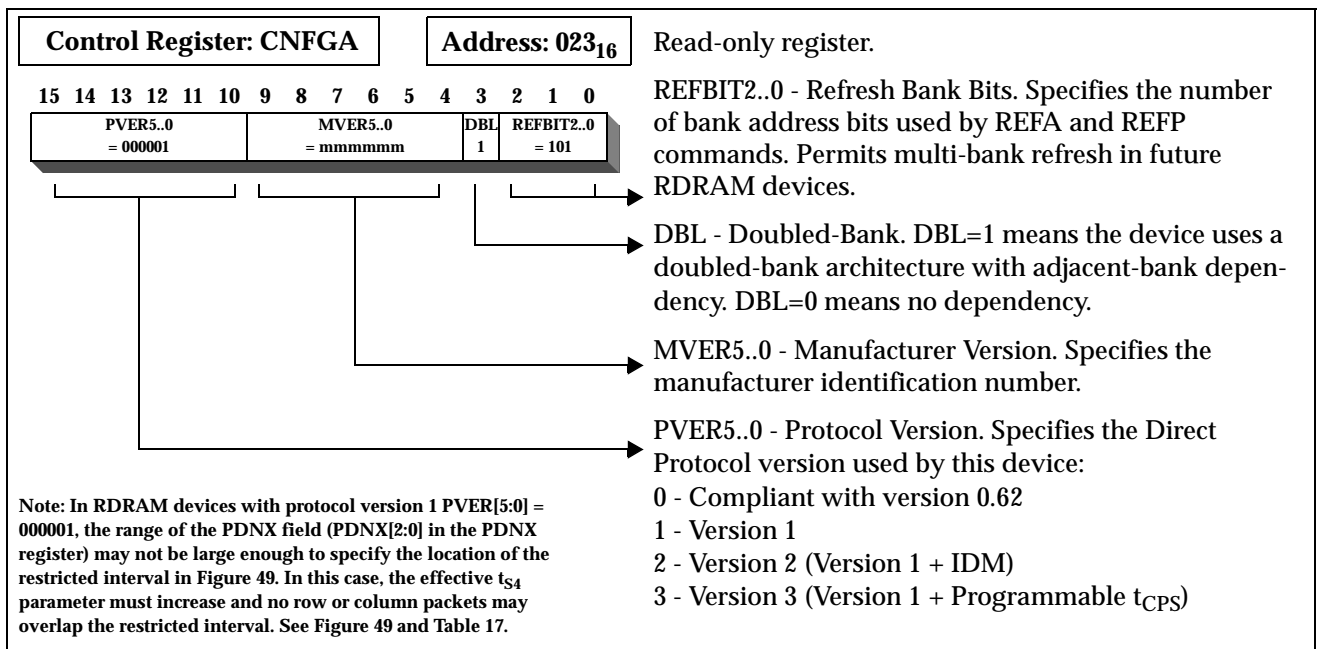 Control Register: CNFGA
Address: 023₁₆
15 14 13 12 11 10 9 8 7 6 5 4 3 2 1 0
PVER5..0 MVER5..0 DBL REFBIT2..0
= 000001 = mmmmmm 1 = 101
Read-only register.
REFBIT2..0 - Refresh Bank Bits. Specifies the number
of bank address bits used by REFA and REFP
commands. Permits multi-bank refresh in future
RDRAM devices.
DBL - Doubled-Bank. DBL=1 means the device uses a
doubled-bank architecture with adjacent-bank depen-
dency. DBL=0 means no dependency.
MVER5..0 - Manufacturer Version. Specifies the
manufacturer identification number.
PVER5..0 - Protocol Version. Specifies the Direct
Protocol version used by this device:
0 - Compliant with version 0.62
1 - Version 1
2 - Version 2 (Version 1 + IDM)
3 - Version 3 (Version 1 + Programmable tCPS)
Note: In RDRAM devices with protocol version 1 PVER[5:0] =
000001, the range of the PDNX field (PDNX[2:0] in the PDNX
register) may not be large enough to specify the location of the
restricted interval in Figure 49. In this case, the effective tS4
parameter must increase and no row or column packets may
overlap the restricted interval. See Figure 49 and Table 17.